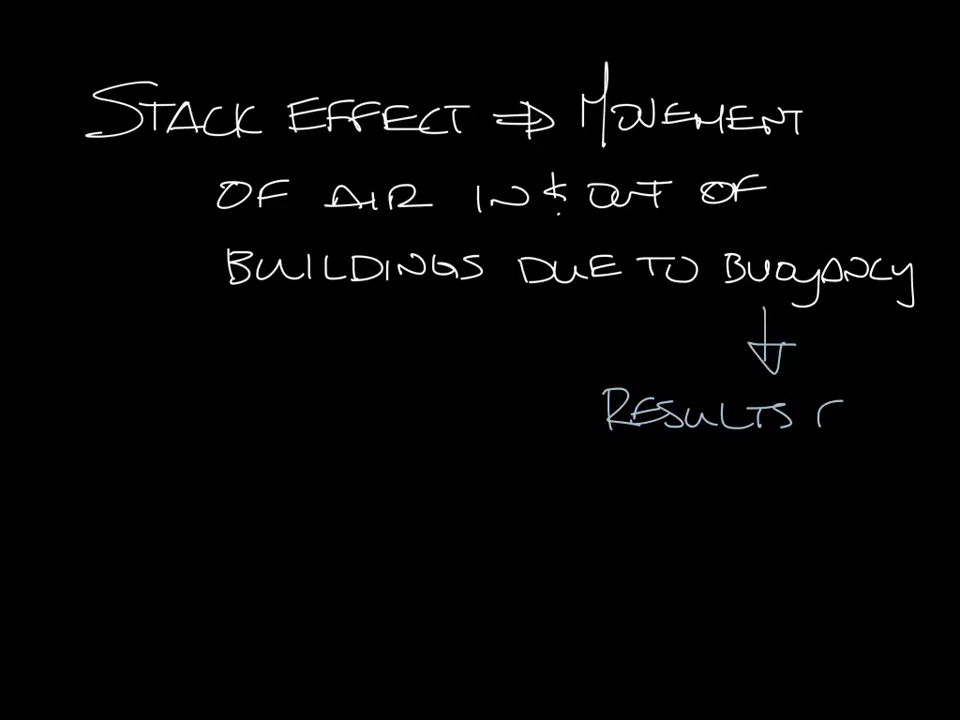 STACK EFFECT ⇒ MOVEMENT
OF AIR IN & OUT OF
BUILDINGS DUE TO BUOYANCY
↓
RESULTS